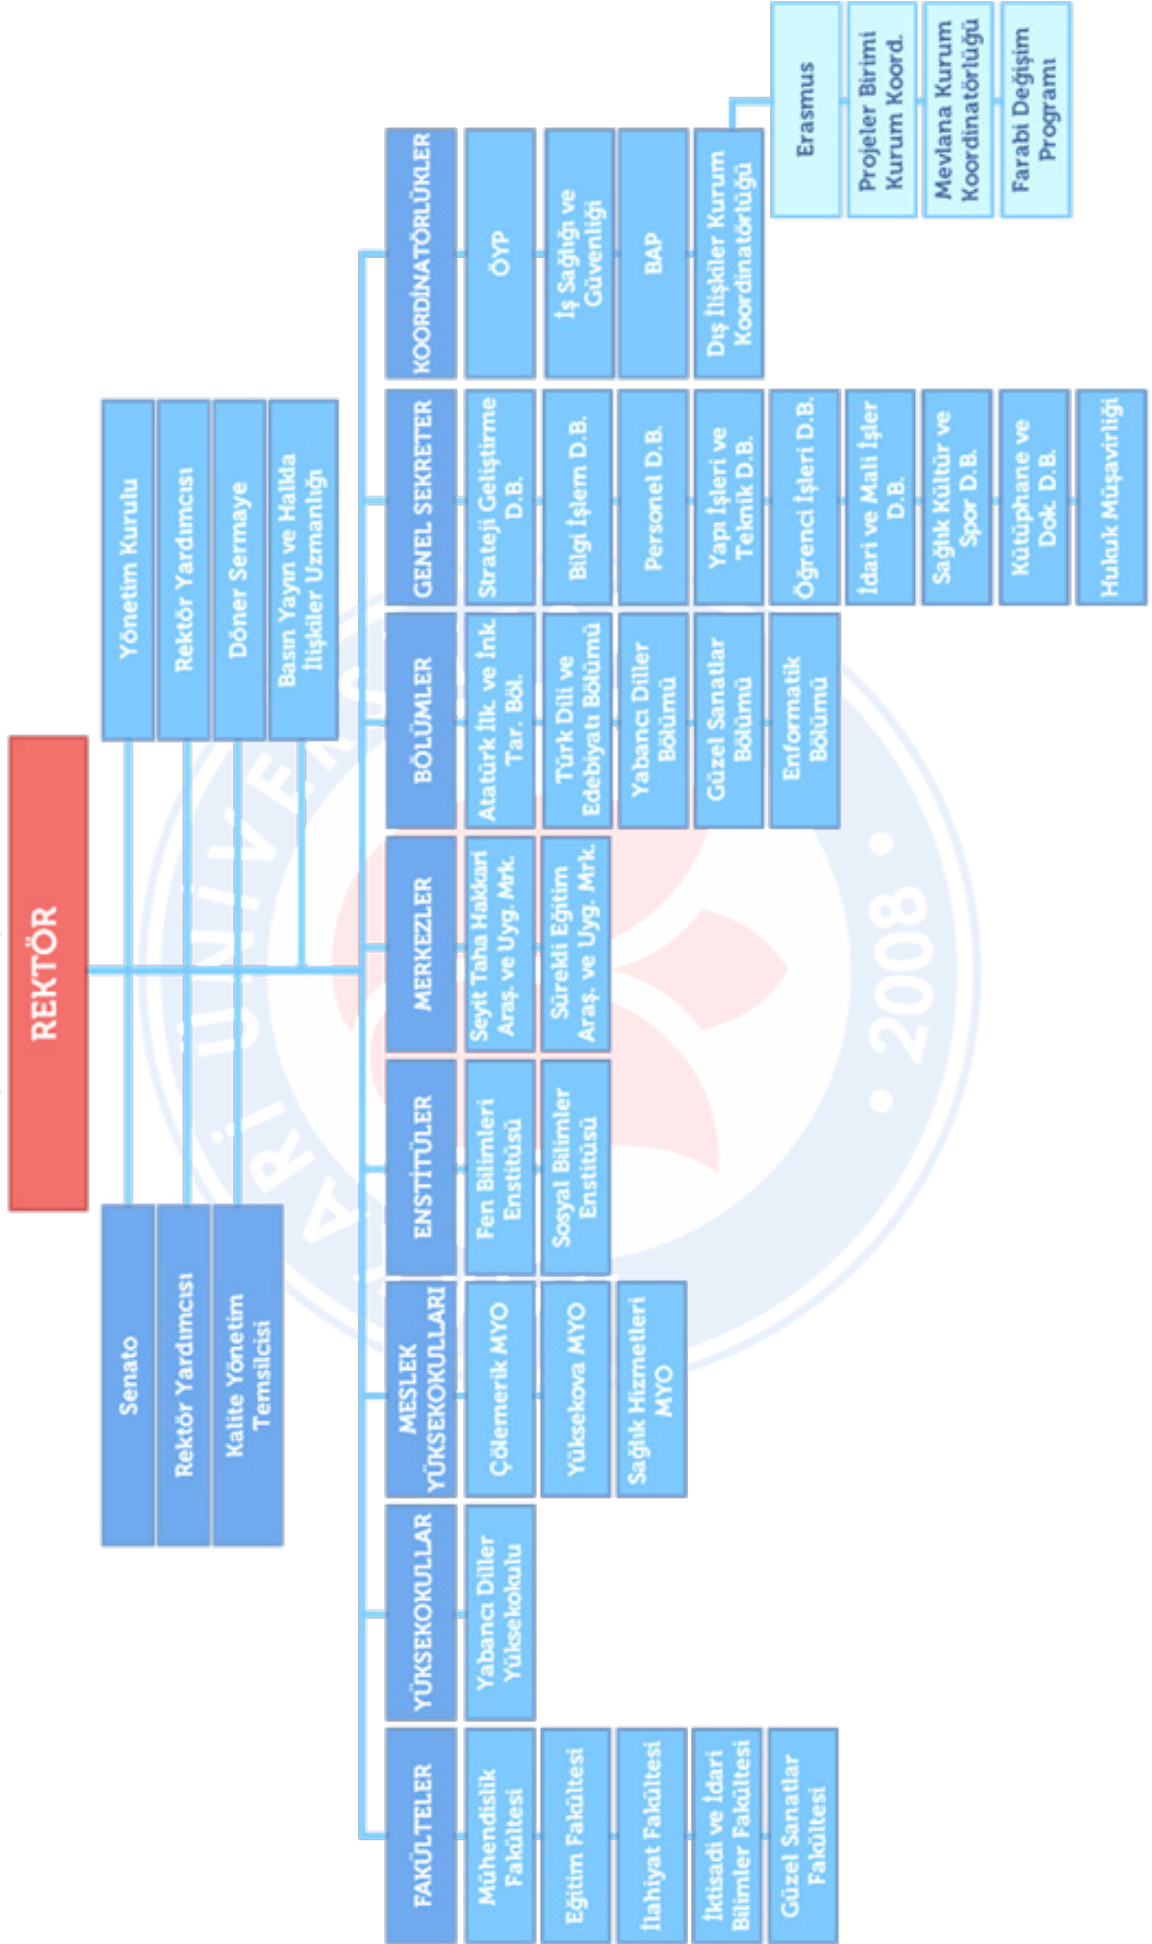 REKTÖR
Senato
Rektör Yardımcısı
Kalite Yönetim
Temsilcisi
Yönetim Kurulu
Rektör Yardımcısı
Döner Sermaye
Basın Yayın ve Halkla
İlişkiler Uzmanlığı
FAKÜLTELER
Mühendislik
Fakültesi
Eğitim Fakültesi
İlahiyat Fakültesi
İktisadi ve İdari
Bilimler Fakültesi
Güzel Sanatlar
Fakültesi
YÜKSEKOKULLAR
Yabancı Diller
Yüksekokulu
MESLEK
YÜKSEKOKULLARI
Çölemerik MYO
Yüksekova MYO
Sağlık Hizmetleri
MYO
ENSTİTÜLER
Fen Bilimleri
Enstitüsü
Sosyal Bilimler
Enstitüsü
MERKEZLER
Seyit Taha Hakkari
Araş. ve Uyg. Mrk.
Sürekli Eğitim
Araş. ve Uyg. Mrk.
BÖLÜMLER
Atatürk İlk. ve İnk.
Tar. Böl.
Türk Dili ve
Edebiyatı Bölümü
Yabancı Diller
Bölümü
Güzel Sanatlar
Bölümü
Enformatik
Bölümü
GENEL SEKRETER
Strateji Geliştirme
D.B.
Bilgi İşlem D.B.
Personel D.B.
Yapı İşleri ve
Teknik D.B.
Öğrenci İşleri D.B.
İdari ve Mali İşler
D.B.
Sağlık Kültür ve
Spor D.B.
Kütüphane ve
Dok. D.B.
Hukuk Müşavirliği
KOORDİNATÖRLÜKLER
ÖYP
İş Sağlığı ve
Güvenliği
BAP
Dış İlişkiler Kurum
Koordinatörlüğü
Erasmus
Projeler Birimi
Kurum Koord.
Mevlana Kurum
Koordinatörlüğü
Farabi Değişim
Programı
• 2008 •